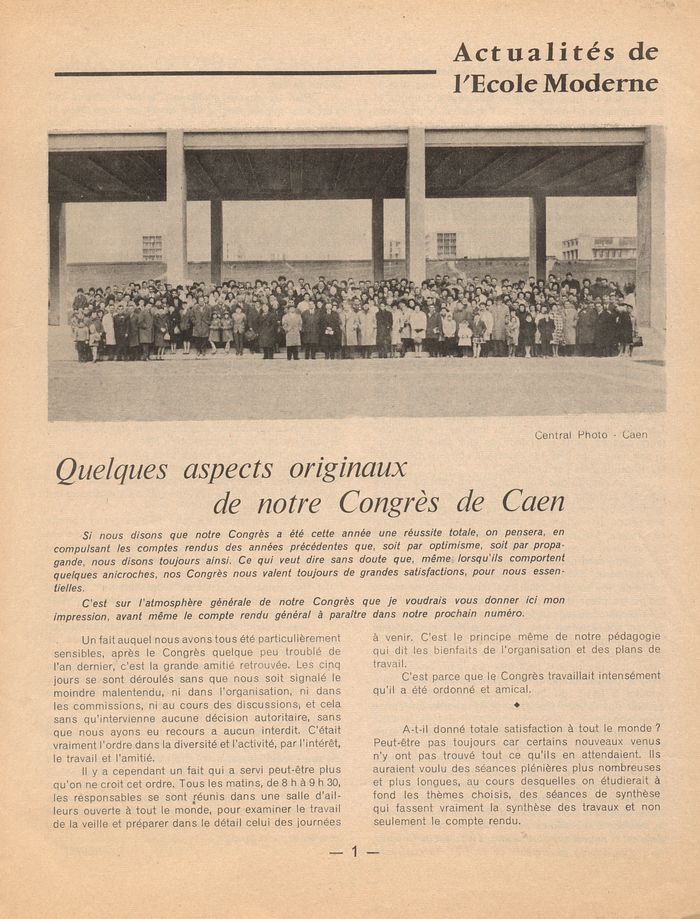 Actualités de
l'Ecole Moderne
Central Photo - Caen
Quelques aspects originaux
de notre Congrès de Caen
Si nous disons que notre Congrès a été cette année une réussite totale, on pensera, en
compulsant les comptes rendus des années précédentes que, soit par optimisme, soit par propa-
gande, nous disons toujours ainsi. Ce qui veut dire sans doute que, même lorsqu'ils comportent
quelques anicroches, nos Congrès nous valent toujours de grandes satisfactions, pour nous essen-
tielles.
C'est sur l'atmosphère générale de notre Congrès que je voudrais vous donner ici mon
impression, avant même le compte rendu général à paraître dans notre prochain numéro.
Un fait auquel nous avons tous été particulièrement
sensibles, après le Congrès quelque peu troublé de
l'an dernier, c'est la grande amitié retrouvée. Les cinq
jours se sont déroulés sans que nous soit signalé le
moindre malentendu, ni dans l'organisation, ni dans
les commissions, ni au cours des discussions, et cela
sans qu'intervienne aucune décision autoritaire, sans
que nous ayons eu recours a aucun interdit. C'était
vraiment l'ordre dans la diversité et l'activité, par l'intérêt,
le travail et l'amitié.
Il y a cependant un fait qui a servi peut-être plus
qu'on ne croit cet ordre. Tous les matins, de 8 h à 9 h 30,
les responsables se sont réunis dans une salle d'ail-
leurs ouverte à tout le monde, pour examiner le travail
de la veille et préparer dans le détail celui des journées
à venir. C'est le principe même de notre pédagogie
qui dit les bienfaits de l'organisation et des plans de
travail.
C'est parce que le Congrès travaillait intensément
qu'il a été ordonné et amical.
◆
A-t-il donné totale satisfaction à tout le monde ?
Peut-être pas toujours car certains nouveaux venus
n'y ont pas trouvé tout ce qu'ils en attendaient. Ils
auraient voulu des séances plénières plus nombreuses
et plus longues, au cours desquelles on étudierait à
fond les thèmes choisis, des séances de synthèse
qui fassent vraiment la synthèse des travaux et non
seulement le compte rendu.
— 1 —